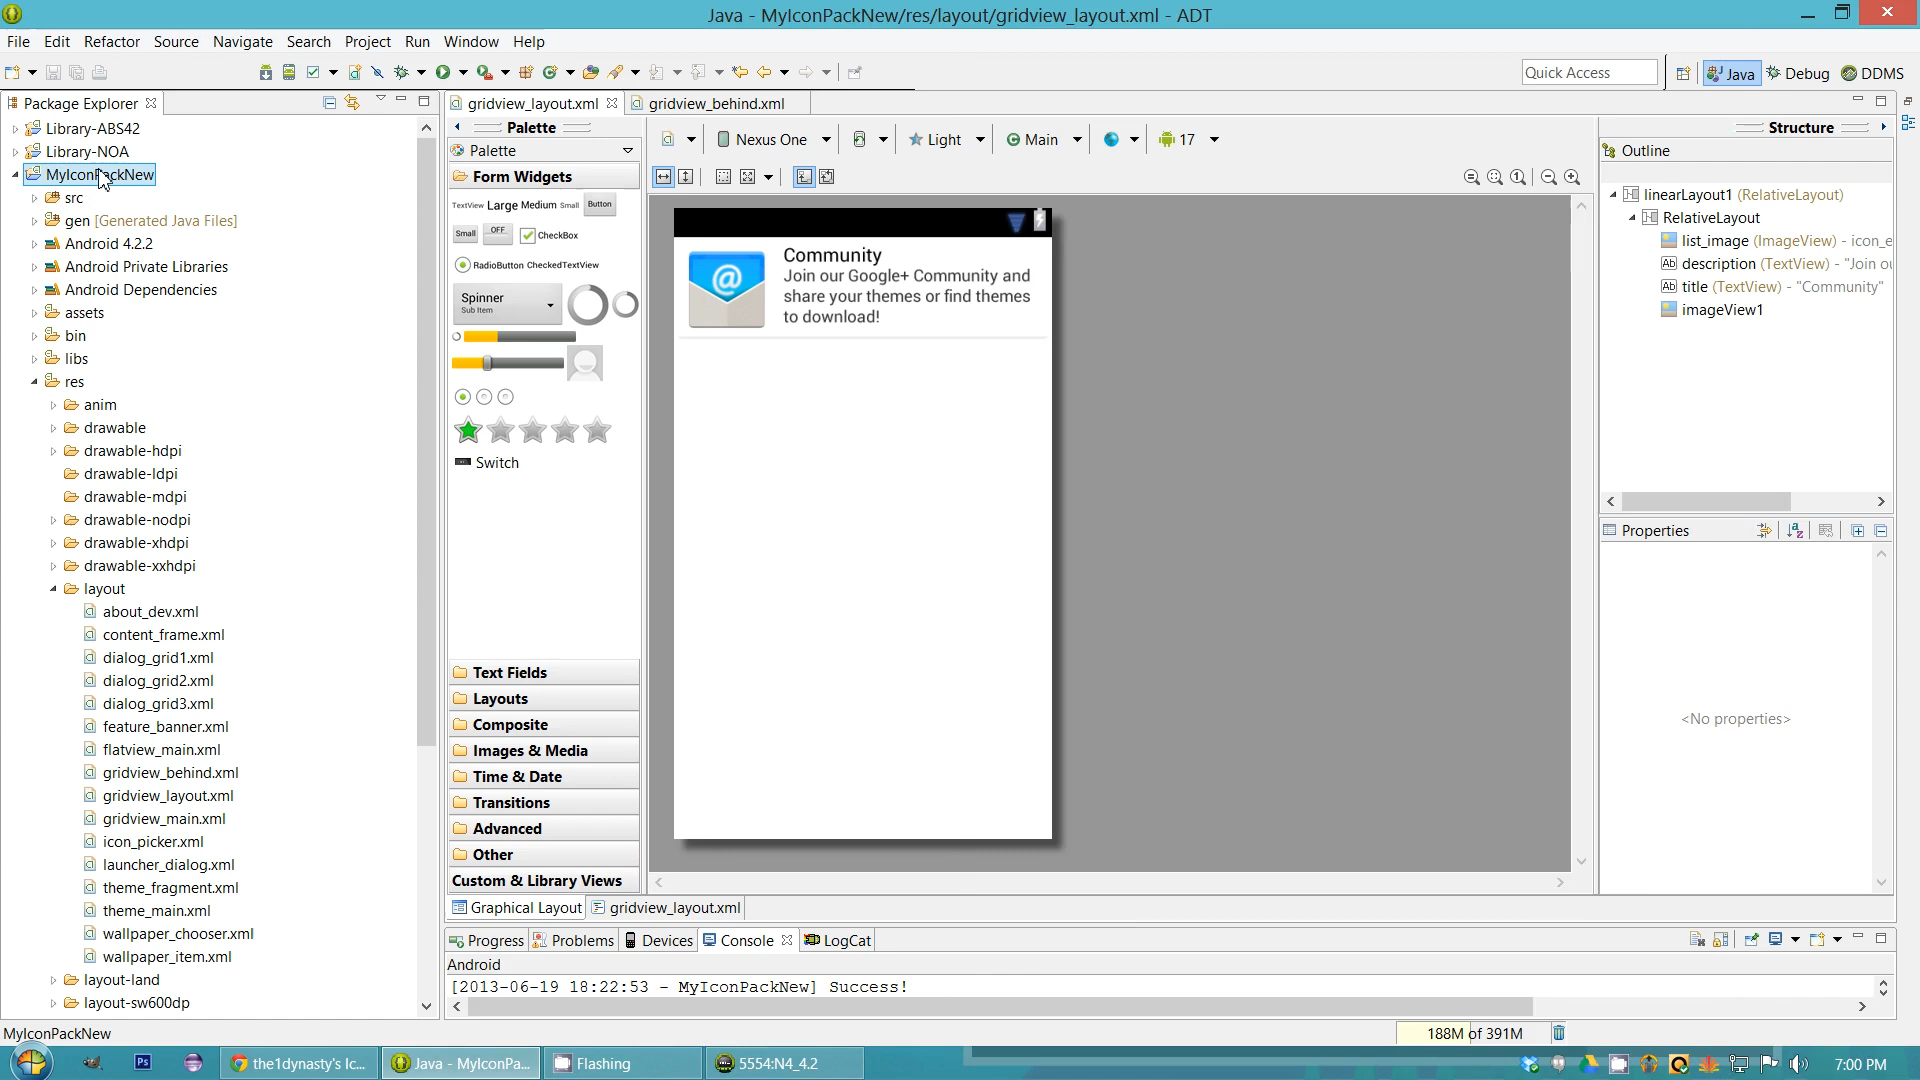 Java - MyIconPackNew/res/layout/gridview_layout.xml - ADT
File Edit Refactor Source Navigate Search Project Run Window Help
Quick Access
Java Debug DDMS
Package Explorer
Library-ABS42
Library-NOA
MyIconPackNew
src
gen [Generated Java Files]
Android 4.2.2
Android Private Libraries
Android Dependencies
assets
bin
libs
res
anim
drawable
drawable-hdpi
drawable-ldpi
drawable-mdpi
drawable-nodpi
drawable-xhdpi
drawable-xxhdpi
layout
about_dev.xml
content_frame.xml
dialog_grid1.xml
dialog_grid2.xml
dialog_grid3.xml
feature_banner.xml
flatview_main.xml
gridview_behind.xml
gridview_layout.xml
gridview_main.xml
icon_picker.xml
launcher_dialog.xml
theme_fragment.xml
theme_main.xml
wallpaper_chooser.xml
wallpaper_item.xml
layout-land
layout-sw600dp
gridview_layout.xml gridview_behind.xml
Palette
Palette
Form Widgets
TextView Large Medium Small Button
Small OFF CheckBox
RadioButton CheckedTextView
Spinner
Sub Item
Switch
Text Fields
Layouts
Composite
Images & Media
Time & Date
Transitions
Advanced
Other
Custom & Library Views
Nexus One Light Main 17
Community
Join our Google+ Community and
share your themes or find themes
to download!
Graphical Layout gridview_layout.xml
Structure
Outline
linearLayout1 (RelativeLayout)
RelativeLayout
list_image (ImageView) - icon_e
description (TextView) - "Join ou
title (TextView) - "Community"
imageView1
Properties
<No properties>
Progress Problems Devices Console LogCat
Android
[2013-06-19 18:22:53 - MyIconPackNew] Success!
MyIconPackNew
188M of 391M
Ps the1dynasty's Ic... Java - MyIconPa... Flashing 5554:N4_4.2
7:00 PM